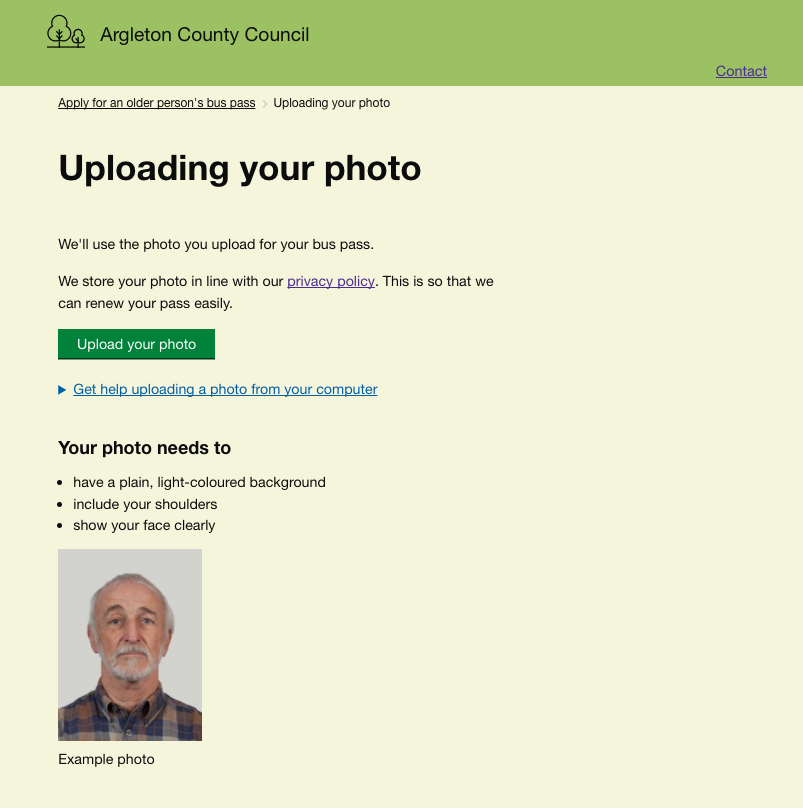 Argleton County Council
Contact
Apply for an older person's bus pass > Uploading your photo
Uploading your photo
We'll use the photo you upload for your bus pass.
We store your photo in line with our privacy policy. This is so that we
can renew your pass easily.
Upload your photo
Get help uploading a photo from your computer
Your photo needs to
• have a plain, light-coloured background
• include your shoulders
• show your face clearly
Example photo